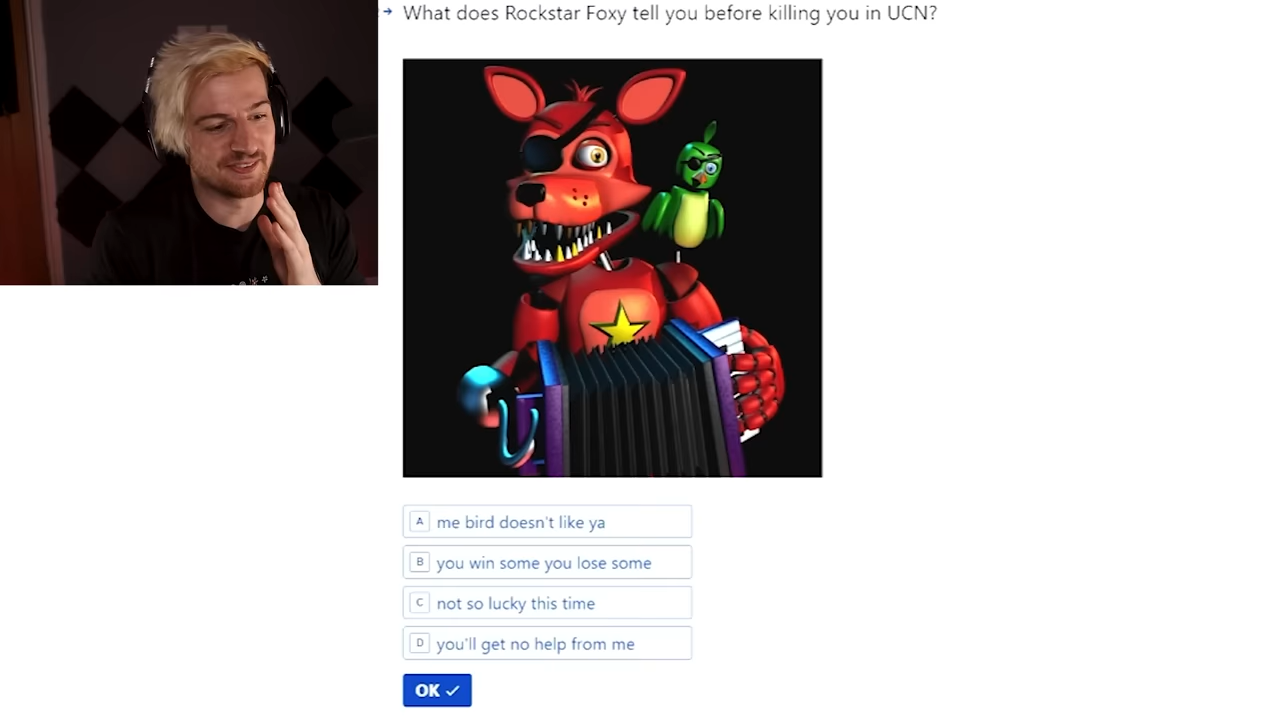 What does Rockstar Foxy tell you before killing you in UCN?
A me bird doesn't like ya
B you win some you lose some
C not so lucky this time
D you'll get no help from me
OK